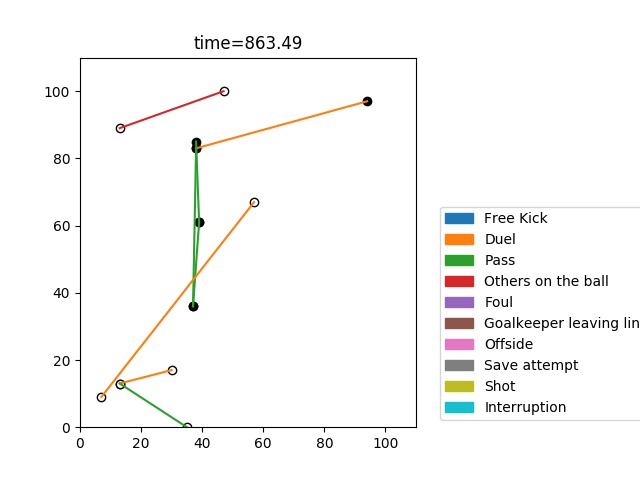 time=863.49
100
80
60
40
20
0
0 20 40 60 80 100
Free Kick
Duel
Pass
Others on the ball
Foul
Goalkeeper leaving lin
Offside
Save attempt
Shot
Interruption